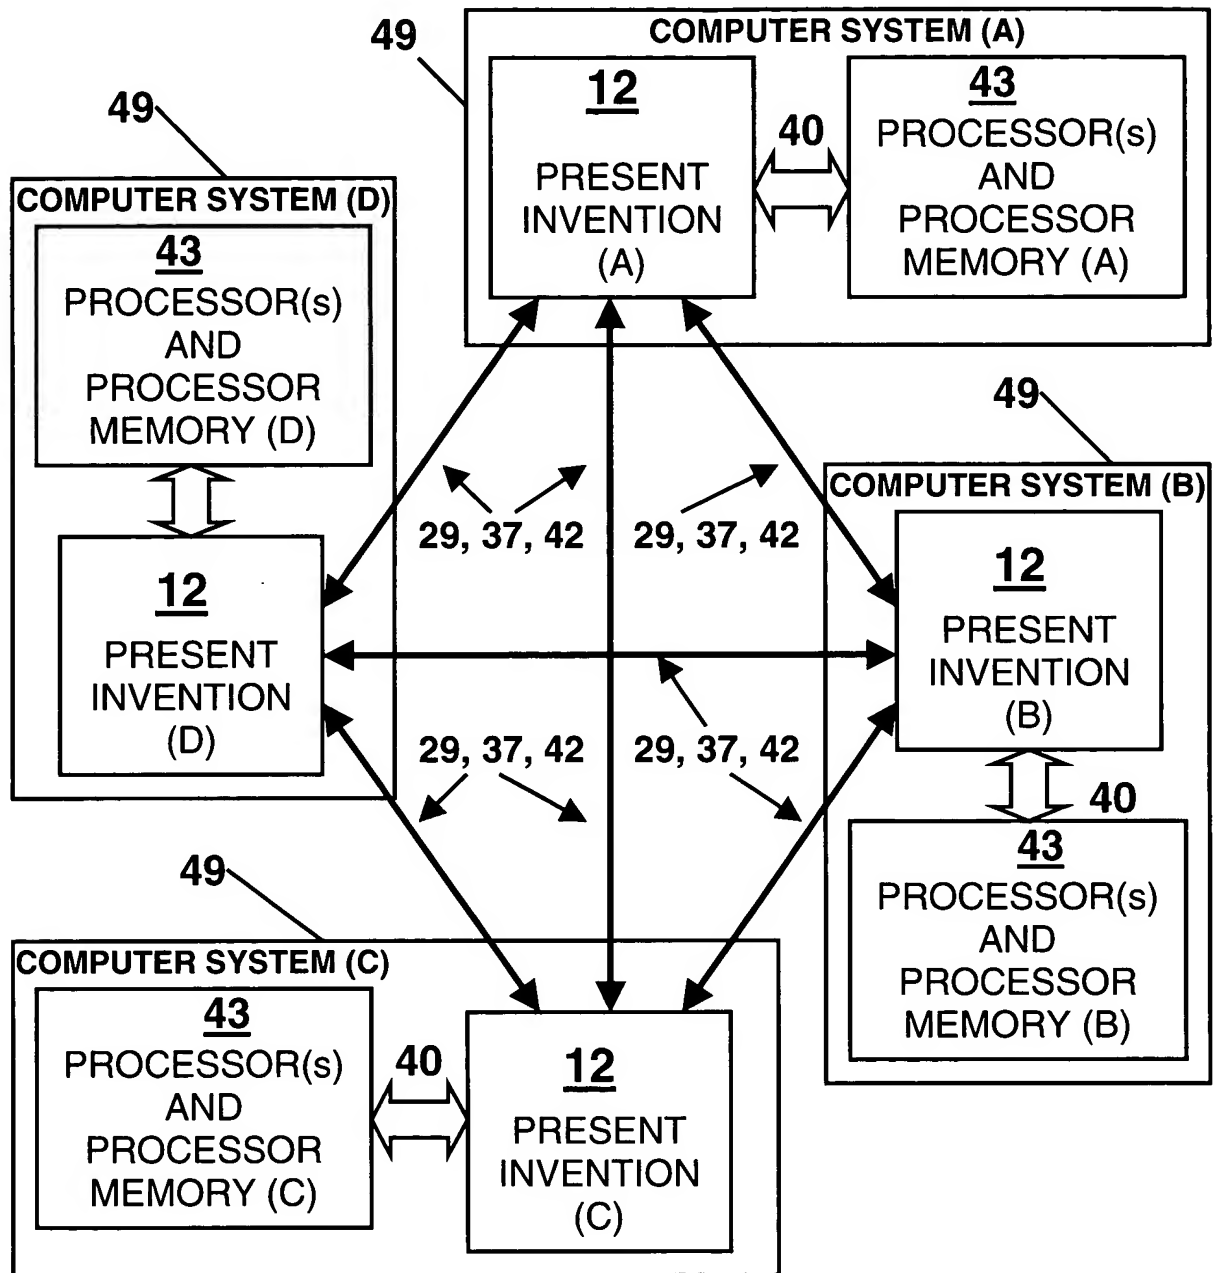 49
COMPUTER SYSTEM (A)
12
PRESENT
INVENTION
(A)
40
43
PROCESSOR(s)
AND
PROCESSOR
MEMORY (A)
49
COMPUTER SYSTEM (D)
43
PROCESSOR(s)
AND
PROCESSOR
MEMORY (D)
12
PRESENT
INVENTION
(D)
29, 37, 42
29, 37, 42
49
COMPUTER SYSTEM (B)
12
PRESENT
INVENTION
(B)
40
43
PROCESSOR(s)
AND
PROCESSOR
MEMORY (B)
29, 37, 42
29, 37, 42
49
COMPUTER SYSTEM (C)
43
PROCESSOR(s)
AND
PROCESSOR
MEMORY (C)
40
12
PRESENT
INVENTION
(C)